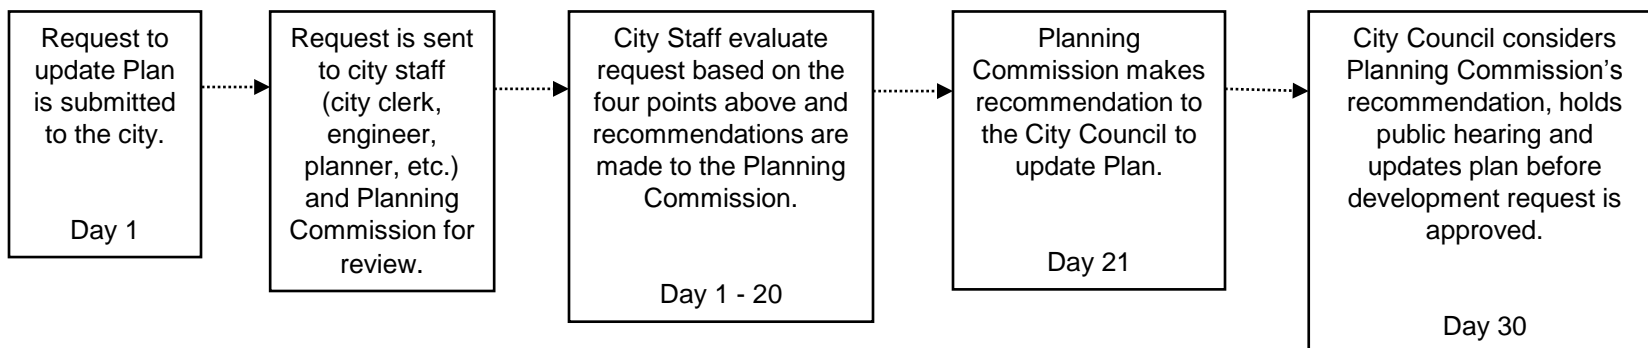 Request to
update Plan
is submitted
to the city.
Day 1
Request is sent
to city staff
(city clerk,
engineer,
planner, etc.)
and Planning
Commission for
review.
City Staff evaluate
request based on the
four points above and
recommendations are
made to the Planning
Commission.
Day 1 - 20
Planning
Commission makes
recommendation to
the City Council to
update Plan.
Day 21
City Council considers
Planning Commission’s
recommendation, holds
public hearing and
updates plan before
development request is
approved.
Day 30